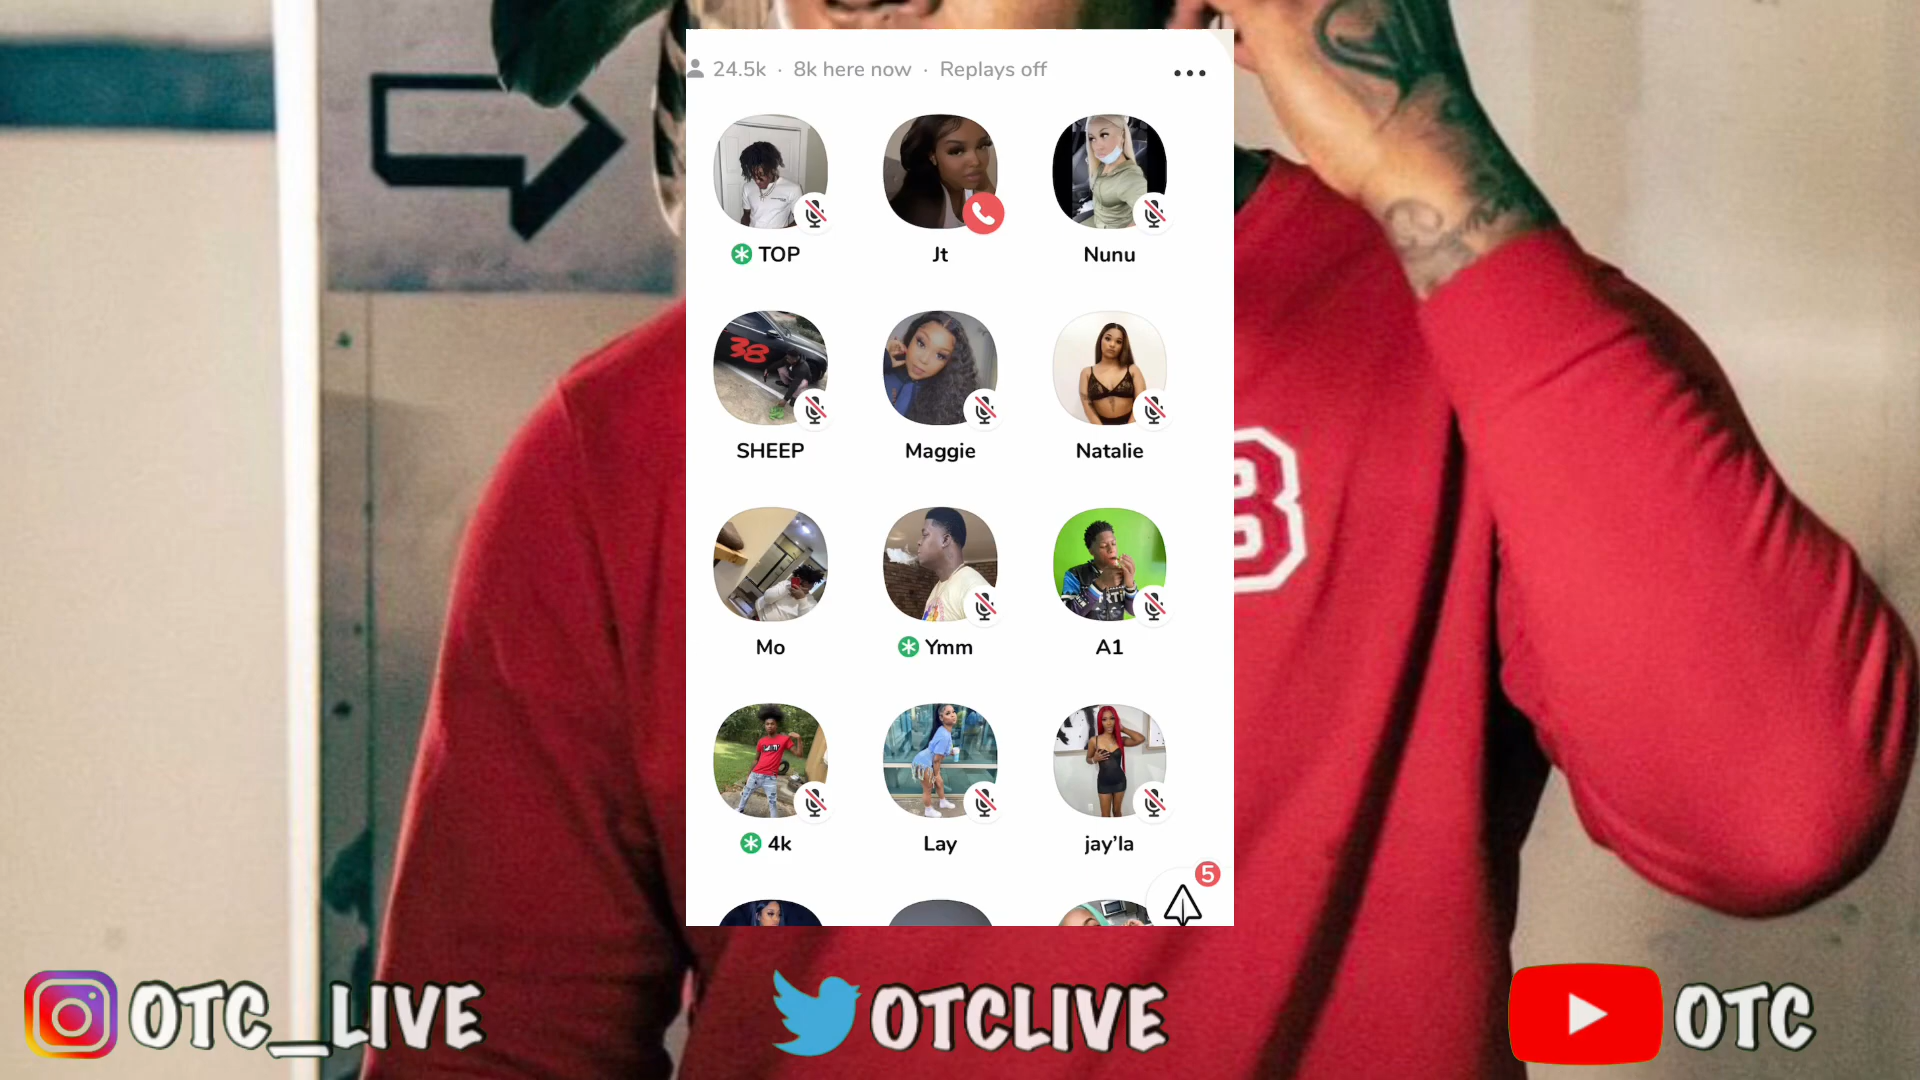 24.5k · 8k here now · Replays off
TOP
Jt
Nunu
38
SHEEP
Maggie
Natalie
Mo
Ymm
A1
4k
Lay
jay’la
5
OTC_LIVE
OTCLIVE
OTC